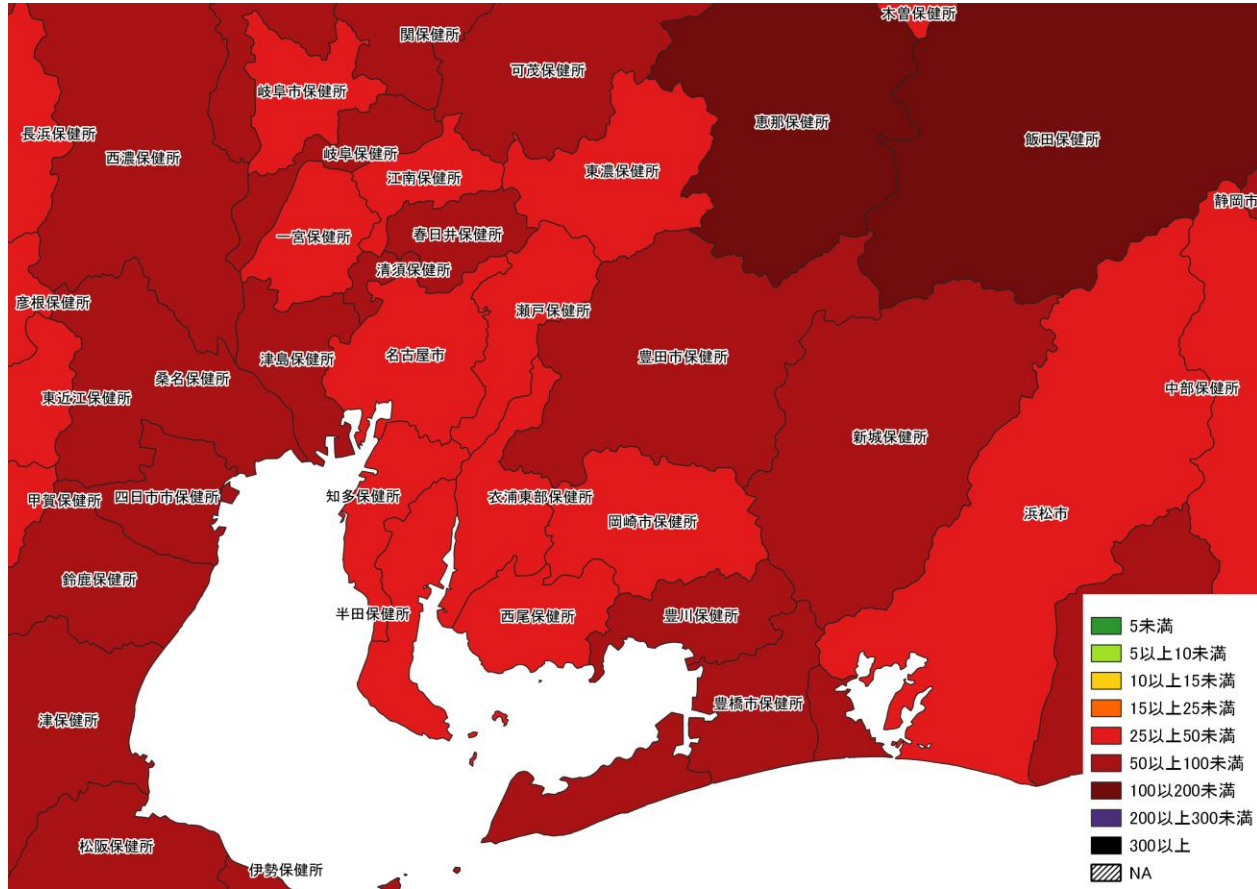 木曽保健所
関保健所
可茂保健所
岐阜市保健所
恵那保健所
長浜保健所
飯田保健所
西濃保健所
岐阜保健所
江南保健所
東濃保健所
静岡市
一宮保健所
春日井保健所
清須保健所
彦根保健所
瀬戸保健所
津島保健所
名古屋市
豊田市保健所
桑名保健所
中部保健所
東近江保健所
新城保健所
甲賀保健所
四日市市保健所
知多保健所
衣浦東部保健所
岡崎市保健所
浜松市
鈴鹿保健所
半田保健所
西尾保健所
豊川保健所
津保健所
豊橋市保健所
松阪保健所
伊勢保健所
5未満
5以上10未満
10以上15未満
15以上25未満
25以上50未満
50以上100未満
100以200未満
200以上300未満
300以上
NA